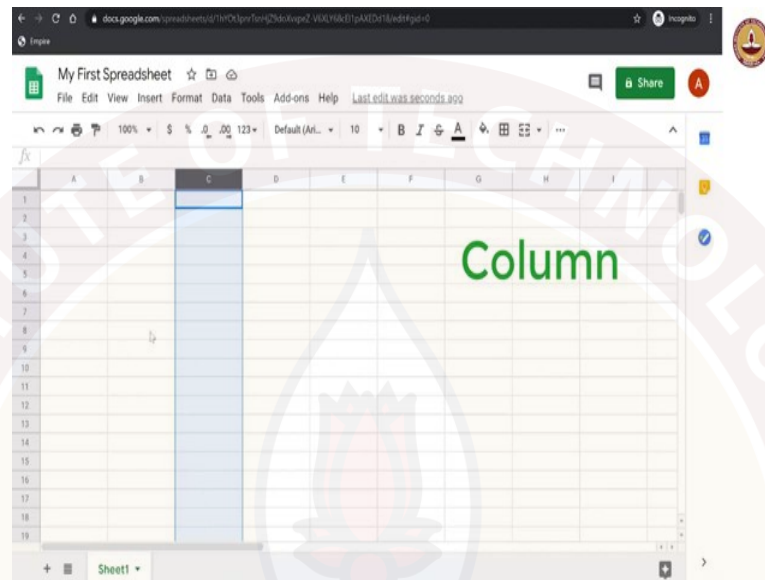 docs.google.com/spreadsheets/d/
Incognito
Empire
My First Spreadsheet
File Edit View Insert Format Data Tools Add-ons Help Last edit was seconds ago
Share
A
100% $ % .0 .00 123 Default (Ari... 10 B I S A
fx
A B C D E F G H I
1
2
3
4
5
6
7
8
9
10
11
12
13
14
15
16
17
18
19
Column
Sheet1